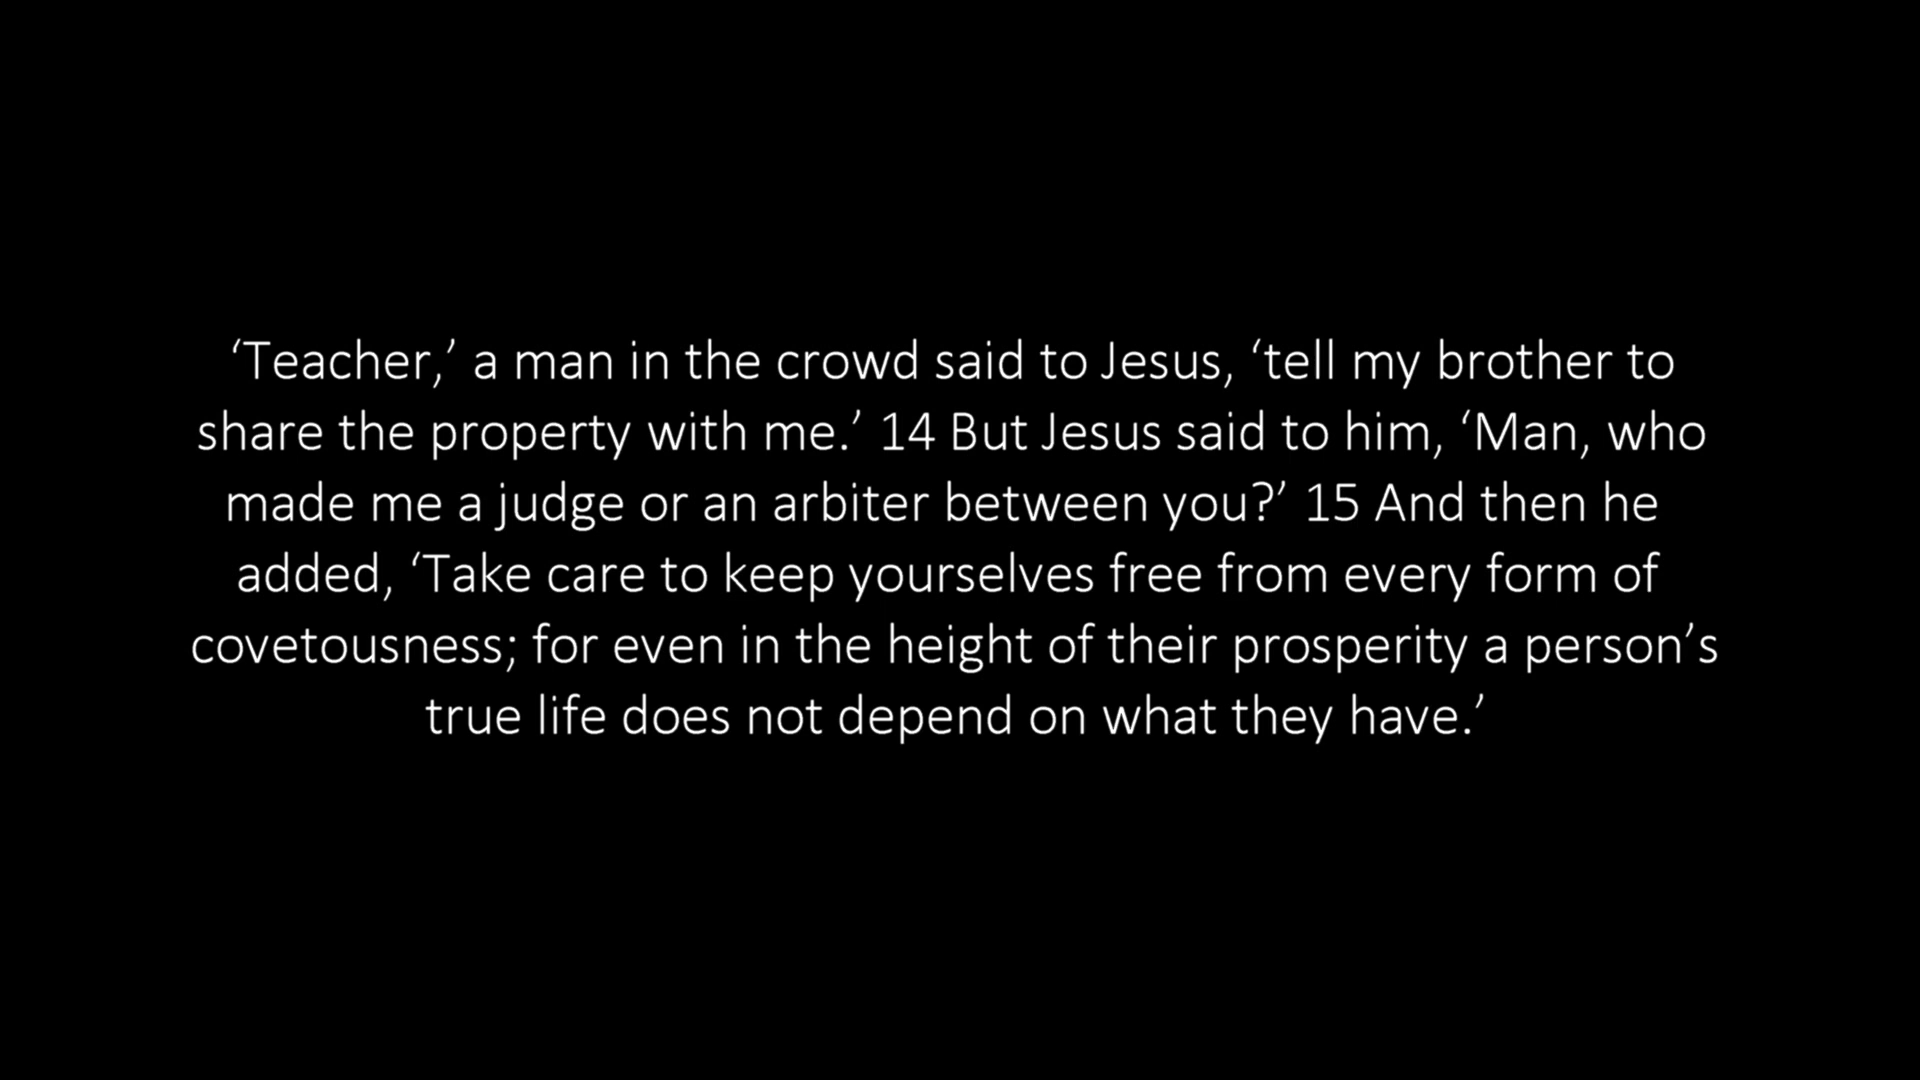 ‘Teacher,’ a man in the crowd said to Jesus, ‘tell my brother to
share the property with me.’ 14 But Jesus said to him, ‘Man, who
made me a judge or an arbiter between you?’ 15 And then he
added, ‘Take care to keep yourselves free from every form of
covetousness; for even in the height of their prosperity a person’s
true life does not depend on what they have.’